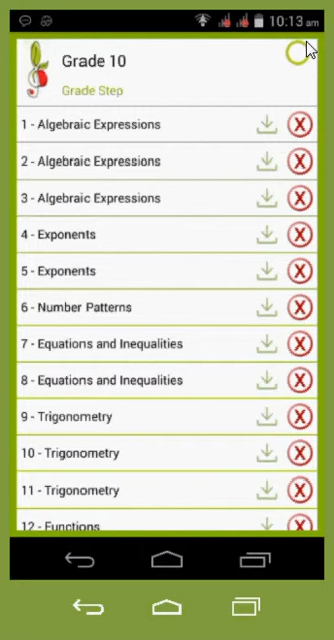 10:13 am
Grade 10
Grade Step
1 - Algebraic Expressions
X
2 - Algebraic Expressions
X
3 - Algebraic Expressions
X
4 - Exponents
X
5 - Exponents
X
6 - Number Patterns
X
7 - Equations and Inequalities
X
8 - Equations and Inequalities
X
9 - Trigonometry
X
10 - Trigonometry
X
11 - Trigonometry
X
12 - Functions
X